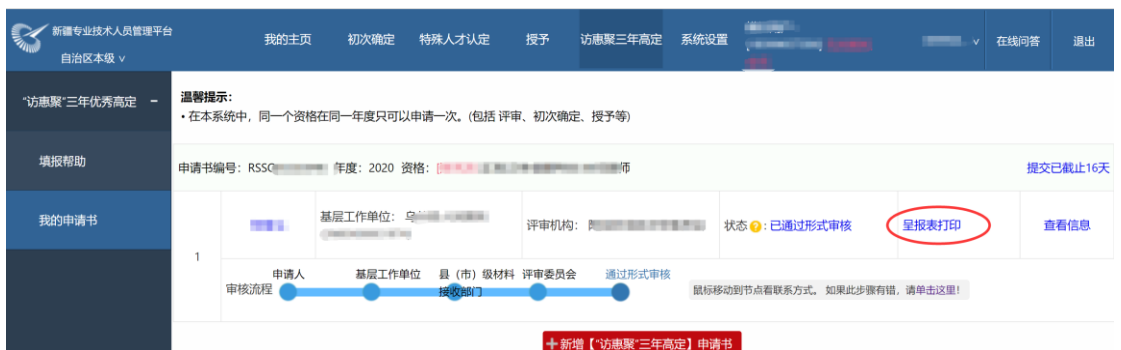 新疆专业技术人员管理平台
自治区本级
我的主页 初次确定 特殊人才认定 授予 访惠聚三年高定 系统设置 在线问答 退出
“访惠聚”三年优秀高定 −
填报帮助
我的申请书
温馨提示：
• 在本系统中，同一个资格在同一年度只可以申请一次。(包括 评审、初次确定、授予等)
申请书编号：RSSC 年度：2020 资格： 师 提交已截止16天
1
基层工作单位： 评审机构： 状态 ? : 已通过形式审核 呈报表打印 查看信息
审核流程
申请人 基层工作单位 县（市）级材料接收部门 评审委员会 通过形式审核
鼠标移动到节点看联系方式。 如果此步骤有错，请单击这里！
+ 新增【“访惠聚”三年高定】申请书